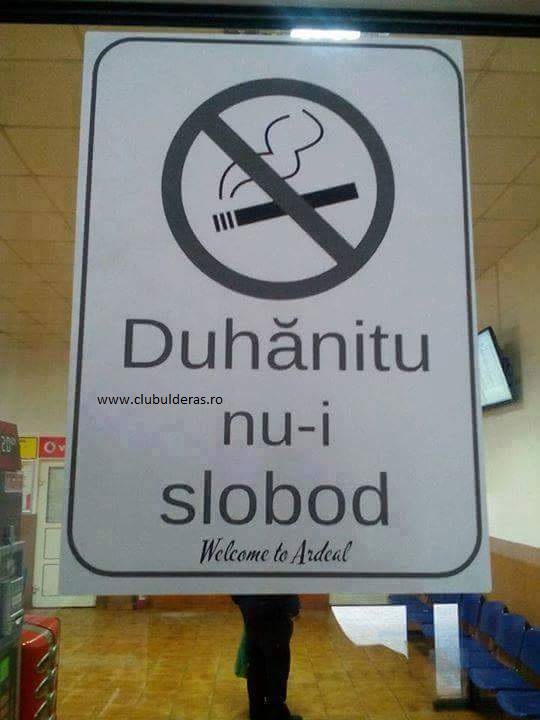 Duhănitu
www.clubulderas.ro
nu-i
slobod
Welcome to Ardeal